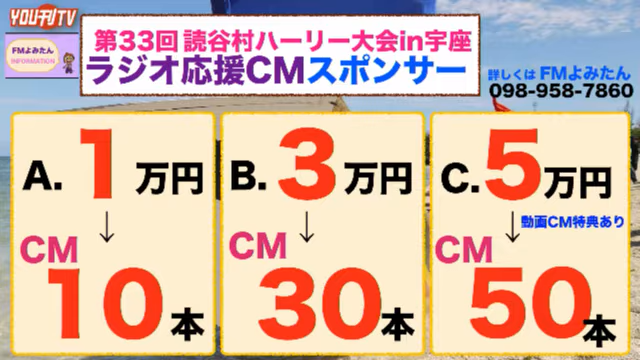 YOU刊TV
FMよみたん
INFORMATION
第33回 読谷村ハーリー大会in宇座
ラジオ応援CMスポンサー
詳しくは FMよみたん
098-958-7860
A. 1万円
↓
CM
10本
B. 3万円
↓
CM
30本
C. 5万円
↓ 動画CM特典あり
CM
50本